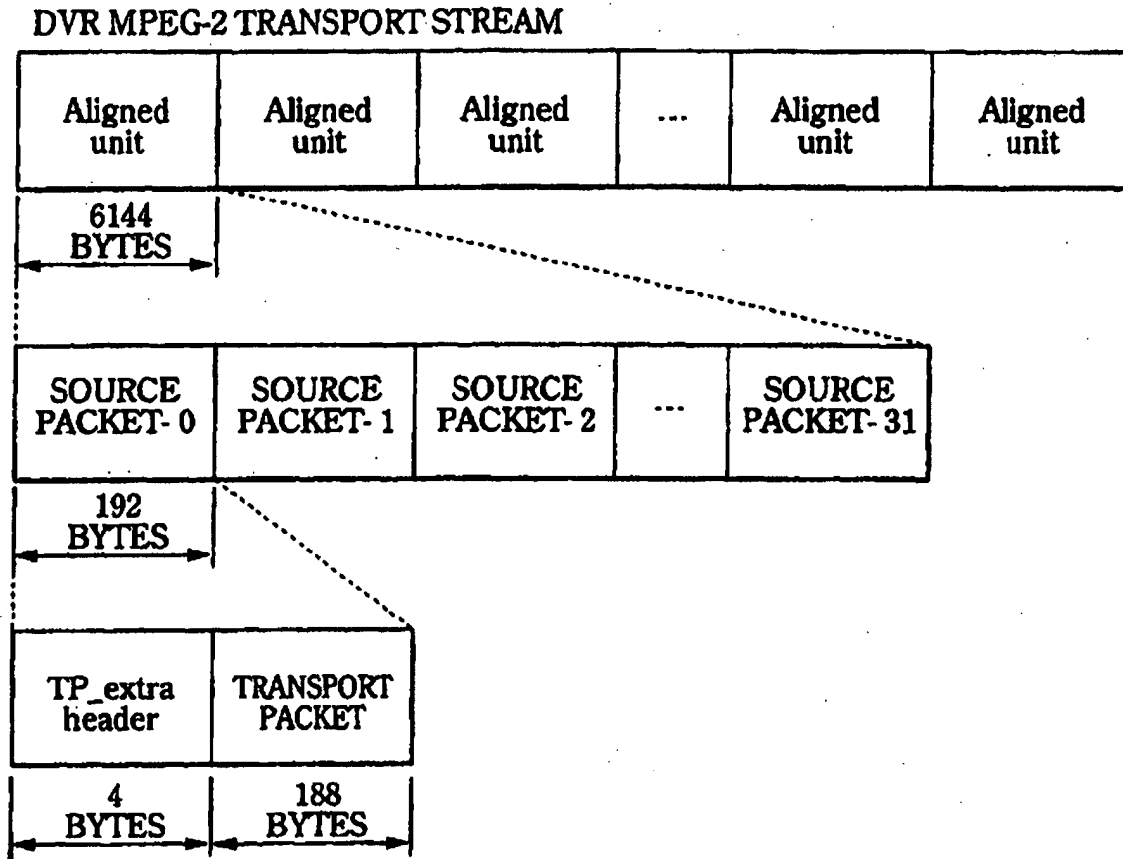 DVR MPEG-2 TRANSPORT STREAM
Aligned
unit
Aligned
unit
Aligned
unit
...
Aligned
unit
Aligned
unit
6144
BYTES
SOURCE
PACKET- 0
SOURCE
PACKET- 1
SOURCE
PACKET- 2
...
SOURCE
PACKET- 31
192
BYTES
TP_extra
header
TRANSPORT
PACKET
4
BYTES
188
BYTES